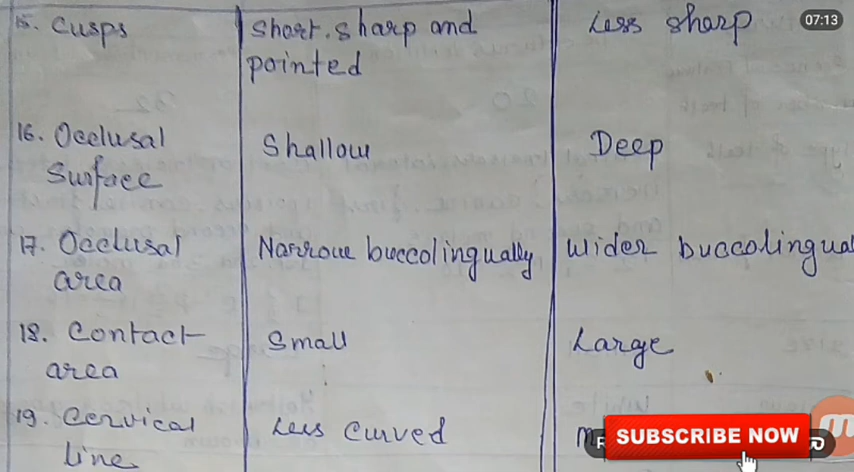 15. Cusps Short. sharp and Less sharp 07:13
pointed
16. Occlusal Shallow Deep
Surface
17. Occlusal Narrow buccolingually Wider buccolingual
area
18. Contact Small Large
area
19. Cervical Less curved
line
SUBSCRIBE NOW